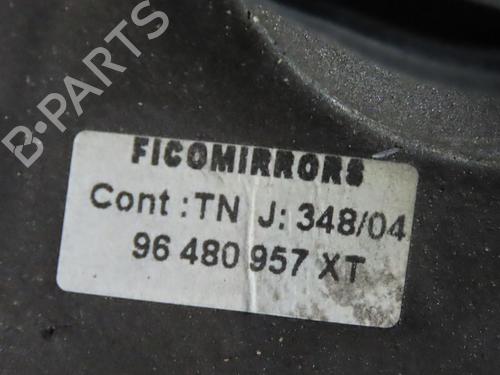 B-PARTS
FICOMIRRORS
Cont :TN J: 348/04
96 480 957 XT